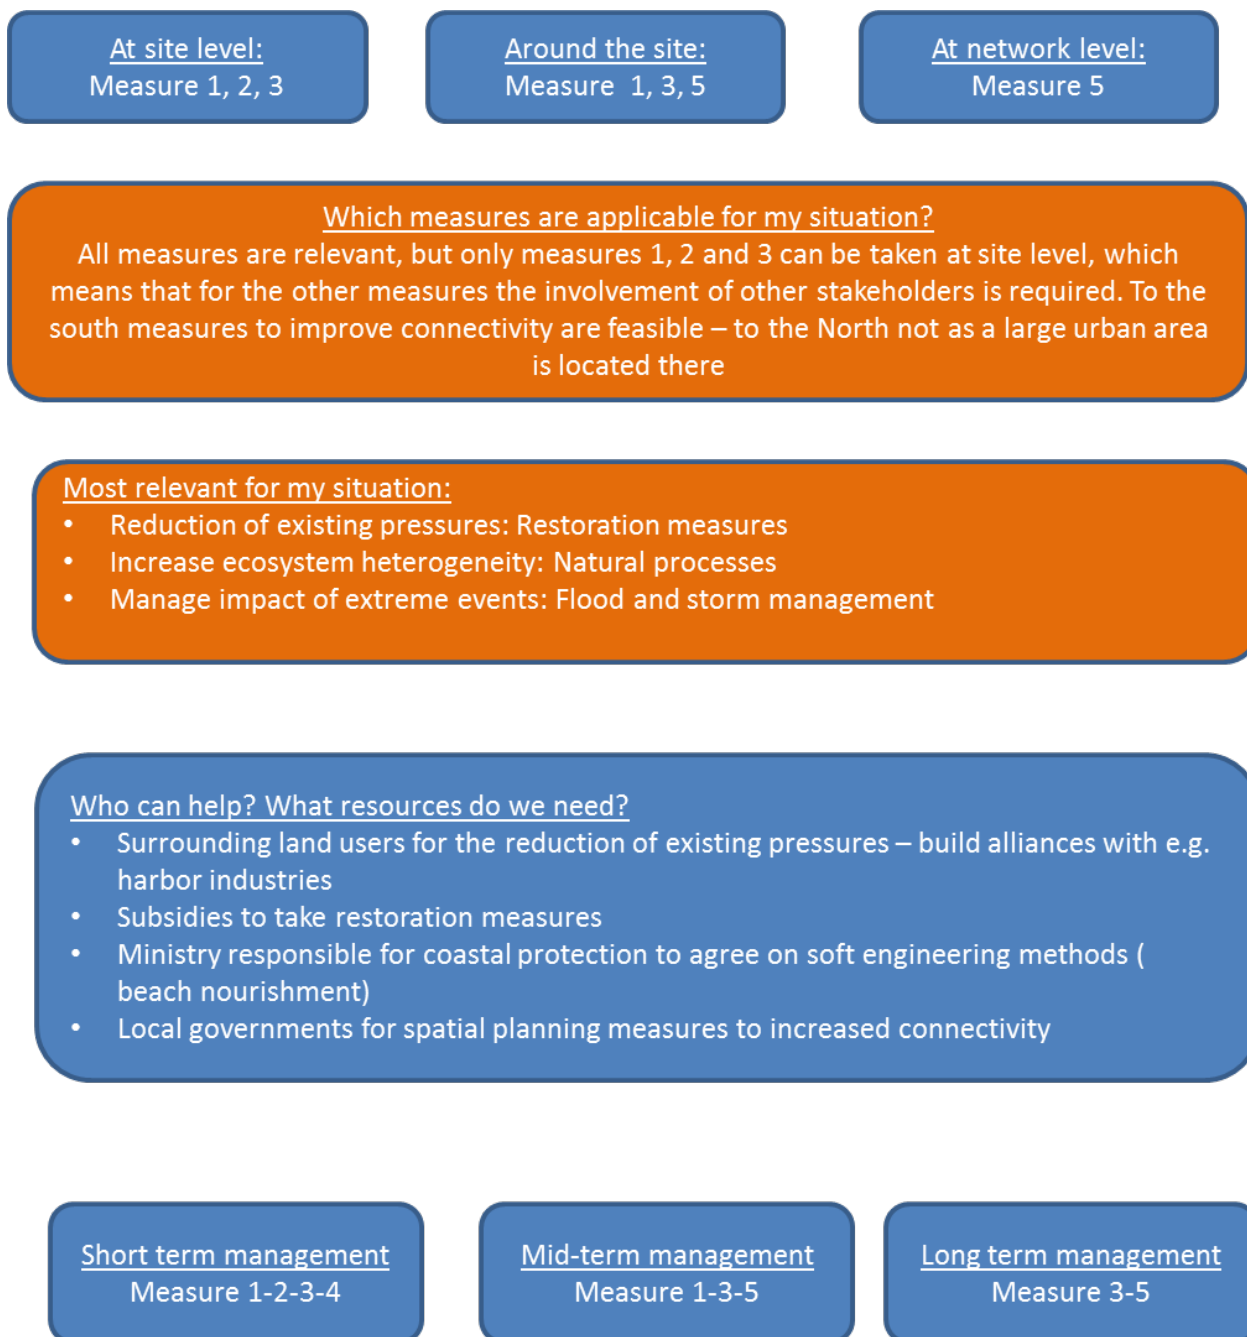 At site level:
Measure 1, 2, 3
Around the site:
Measure 1, 3, 5
At network level:
Measure 5
Which measures are applicable for my situation?
All measures are relevant, but only measures 1, 2 and 3 can be taken at site level, which
means that for the other measures the involvement of other stakeholders is required. To the
south measures to improve connectivity are feasible – to the North not as a large urban area
is located there
Most relevant for my situation:
• Reduction of existing pressures: Restoration measures
• Increase ecosystem heterogeneity: Natural processes
• Manage impact of extreme events: Flood and storm management
Who can help? What resources do we need?
• Surrounding land users for the reduction of existing pressures – build alliances with e.g.
harbor industries
• Subsidies to take restoration measures
• Ministry responsible for coastal protection to agree on soft engineering methods (
beach nourishment)
• Local governments for spatial planning measures to increased connectivity
Short term management
Measure 1-2-3-4
Mid-term management
Measure 1-3-5
Long term management
Measure 3-5